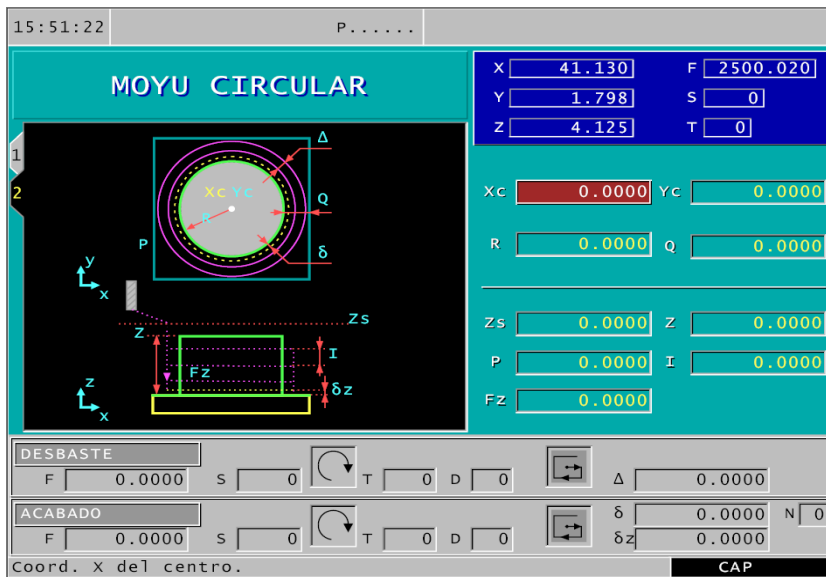 15:51:22 P......
MOYU CIRCULAR
X 41.130 F 2500.020
Y 1.798 S 0
Z 4.125 T 0
1
2
Δ
Xc Yc
Q
R
P
δ
y
x
Zs
Z
I
Fz
δz
z
x
Xc 0.0000 Yc 0.0000
R 0.0000 Q 0.0000
Zs 0.0000 Z 0.0000
P 0.0000 I 0.0000
Fz 0.0000
DESBASTE
F 0.0000 S 0 T 0 D 0 Δ 0.0000
ACABADO
δ 0.0000 N 0
F 0.0000 S 0 T 0 D 0 δz 0.0000
Coord. X del centro. CAP